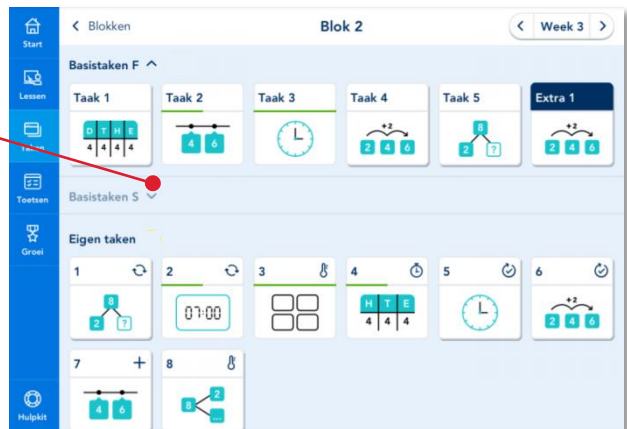 Start
Lessen
Taken
Toetsen
Groei
Hulpkit
Blokken
Blok 2
Week 3
Basistaken F
Taak 1
D T H E
4 4 4 4
Taak 2
4 6
Taak 3
Taak 4
+2
2 4 6
Taak 5
8
2 ?
Extra 1
+2
2 4 6
Basistaken S
Eigen taken
1
8
2 ?
2
07:00
3
4
H T E
4 4 4
5
6
+2
2 4 6
7 +
4 6
8
8 2
...